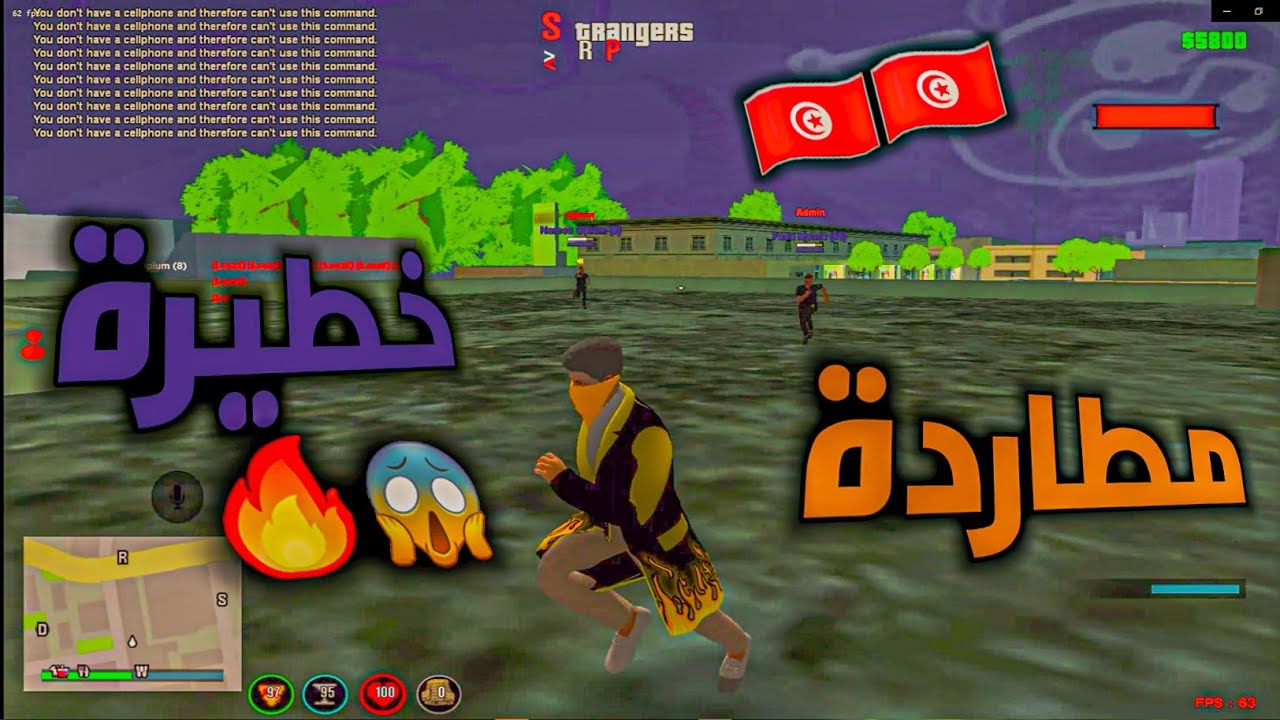 62 fps
You don't have a cellphone and therefore can't use this command.
You don't have a cellphone and therefore can't use this command.
You don't have a cellphone and therefore can't use this command.
You don't have a cellphone and therefore can't use this command.
You don't have a cellphone and therefore can't use this command.
You don't have a cellphone and therefore can't use this command.
You don't have a cellphone and therefore can't use this command.
You don't have a cellphone and therefore can't use this command.
You don't have a cellphone and therefore can't use this command.
You don't have a cellphone and therefore can't use this command.
Strangers
RP
$5800
Admin
(8)
مطاردة
خطيرة
R
S
D
W
97
95
100
0
FPS : 63